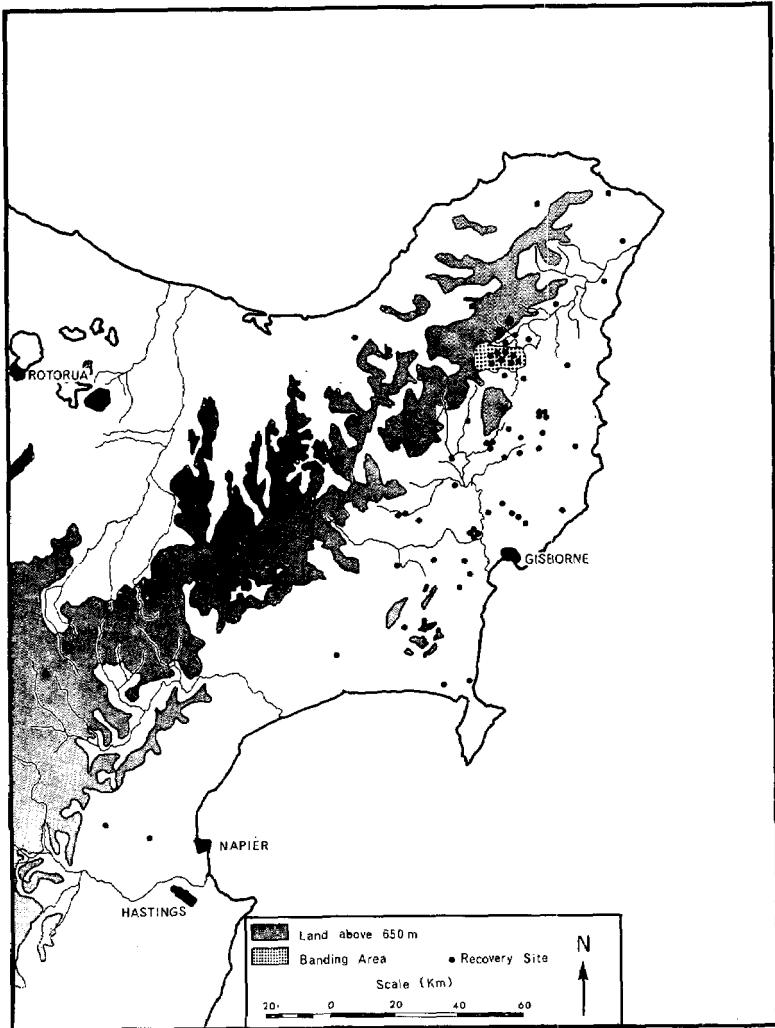 ROTORUA
GISBORNE
NAPIER
HASTINGS
Land above 650 m
Banding Area
Recovery Site
N
Scale (Km)
20 0 20 40 60